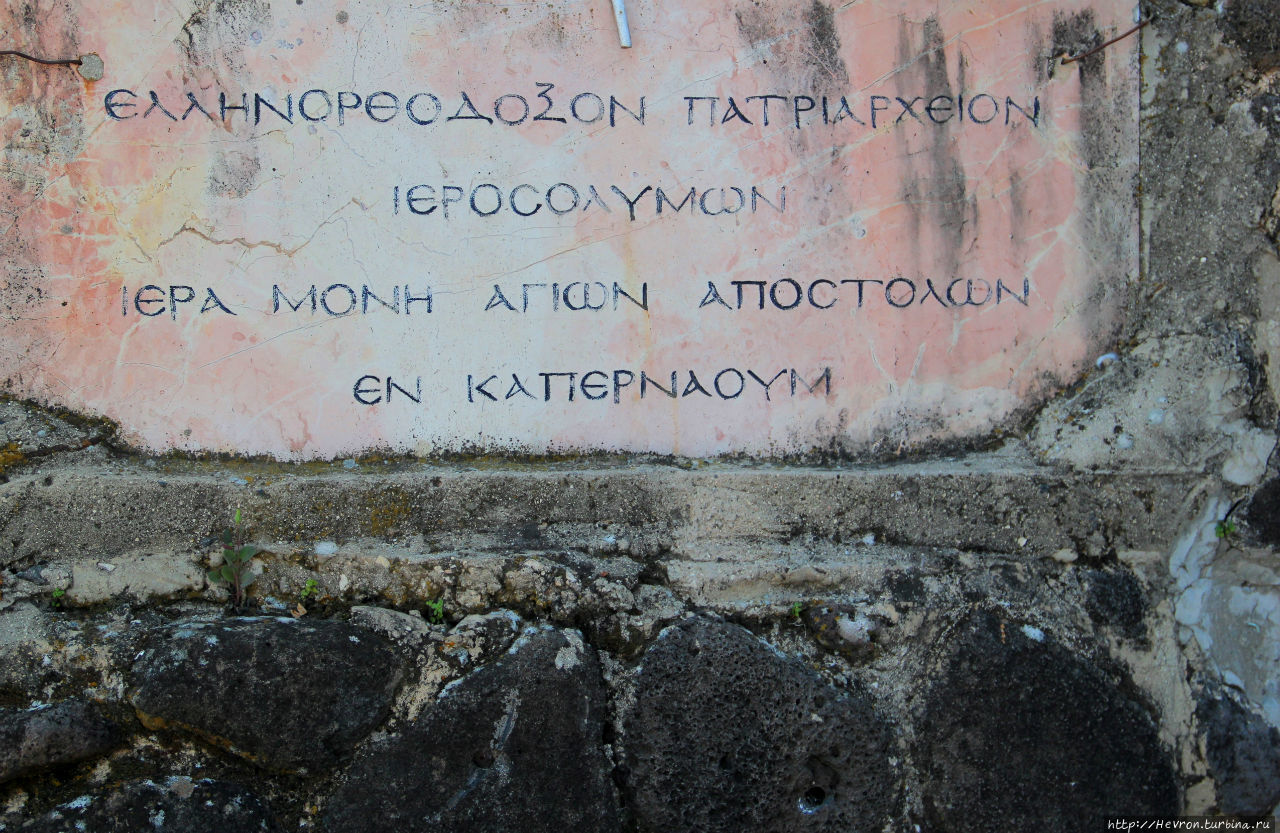 ΕΛΛΗΝΟΡΘΟΔΟΞΟΝ ΠΑΤΡΙΑΡΧΕΙΟΝ
ΙΕΡΟϹΟΛΥΜΩΝ
ΙΕΡΑ ΜΟΝΗ ΑΓΙΩΝ ΑΠΟϹΤΟΛΩΝ
ΕΝ ΚΑΠΕΡΝΑΟΥΜ
http://Hevron.turbina.ru